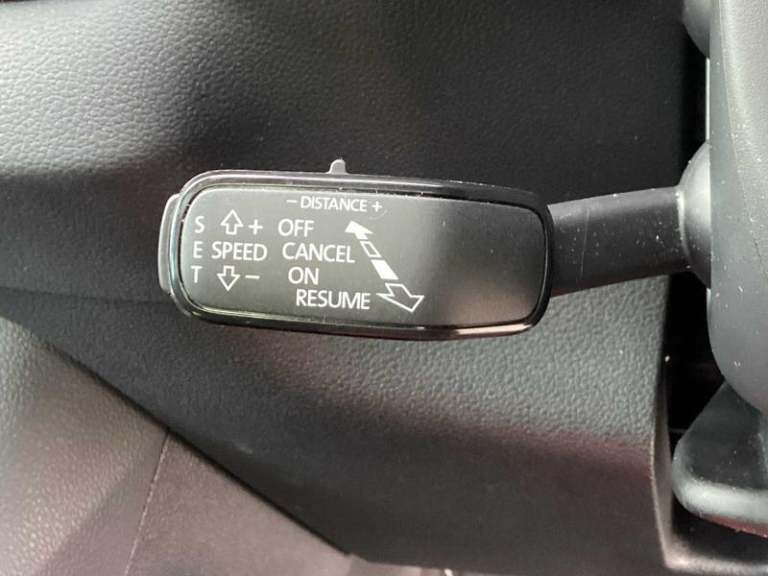 − DISTANCE +
S + OFF
E SPEED CANCEL
T − ON
RESUME